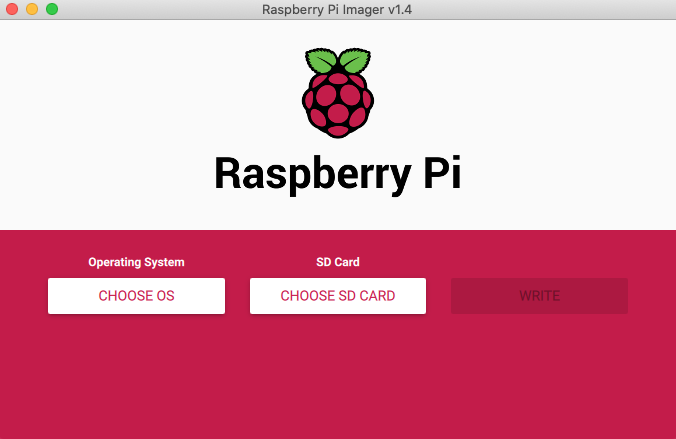 Raspberry Pi Imager v1.4
Raspberry Pi
Operating System
SD Card
CHOOSE OS
CHOOSE SD CARD
WRITE